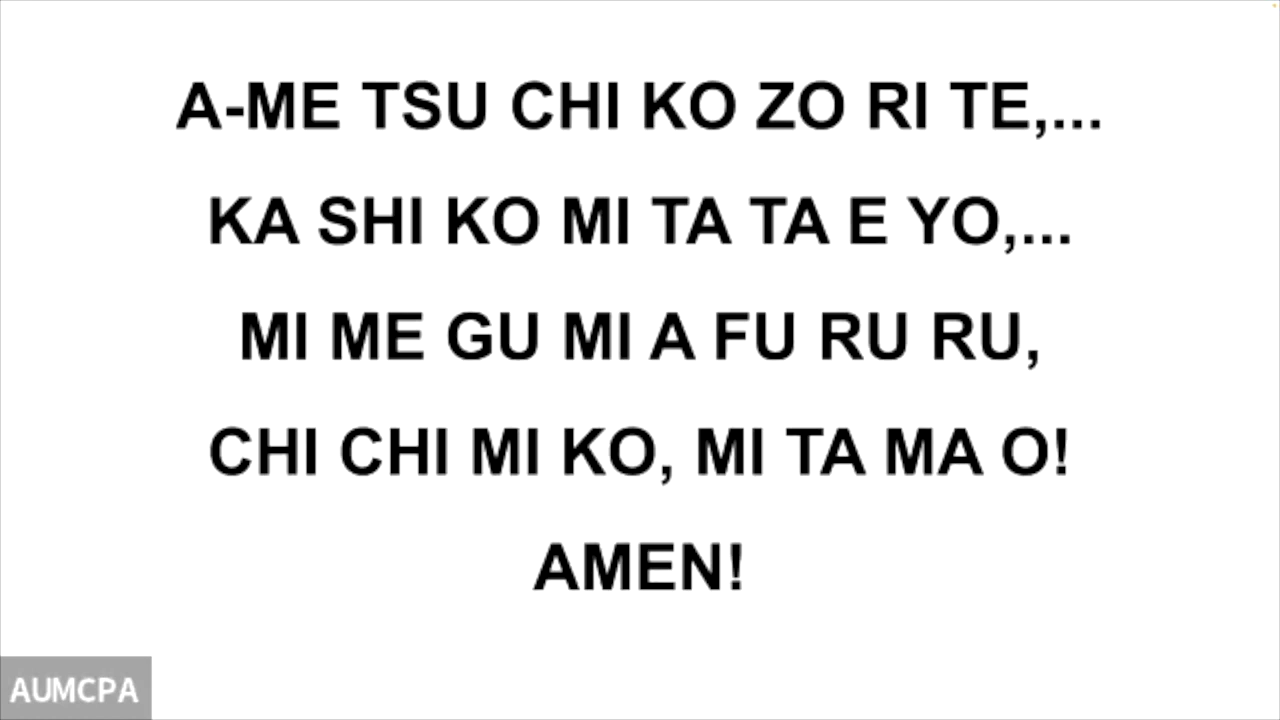 A-ME TSU CHI KO ZO RI TE,...
KA SHI KO MI TA TA E YO,...
MI ME GU MI A FU RU RU,
CHI CHI MI KO, MI TA MA O!
AMEN!
AUMCPA